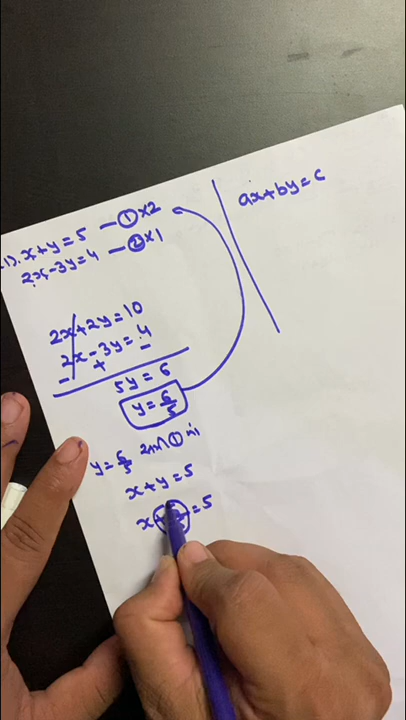 1). x+y=5 — ① ×2
2x-3y=4 — ② ×1
2x+2y=10
2x-3y=4
- + -
5y=6
y=6/5
y=6/5 ① ന്
x+y=5
x+ =5
ax+by=c